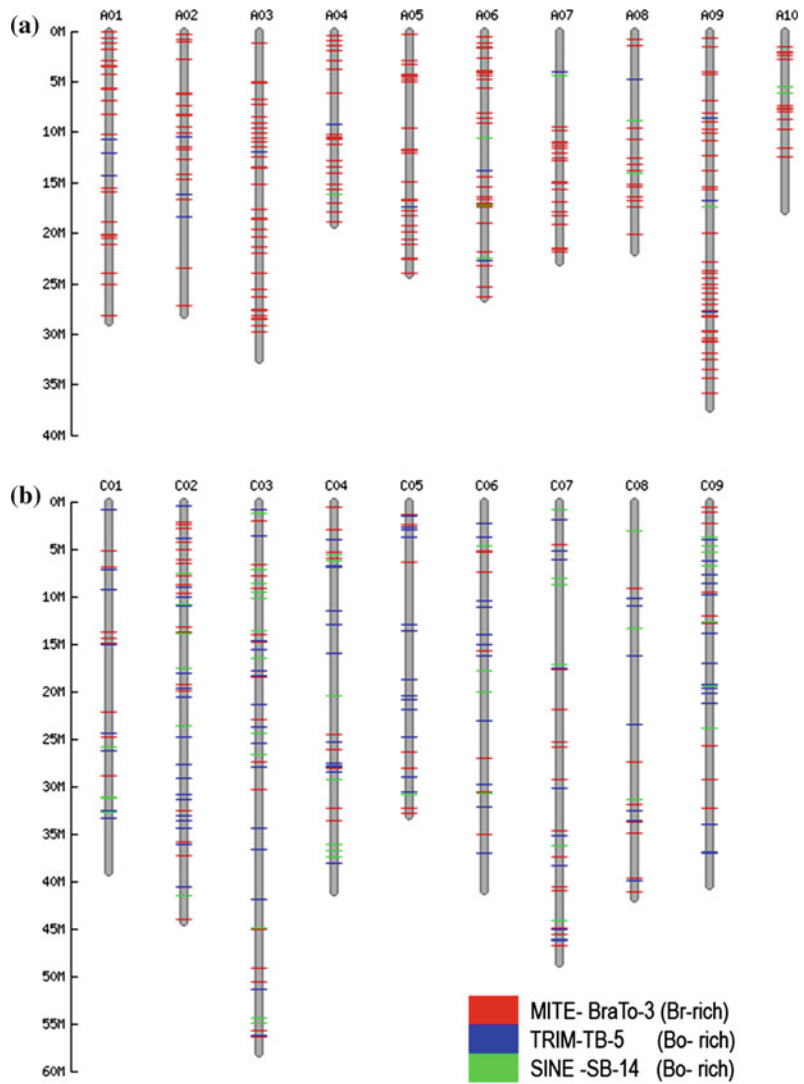 (a)
A01 A02 A03 A04 A05 A06 A07 A08 A09 A10
0M
5M
10M
15M
20M
25M
30M
35M
40M
(b)
C01 C02 C03 C04 C05 C06 C07 C08 C09
0M
5M
10M
15M
20M
25M
30M
35M
40M
45M
50M
55M
60M
MITE- BraTo-3 (Br-rich)
TRIM-TB-5 (Bo- rich)
SINE -SB-14 (Bo- rich)